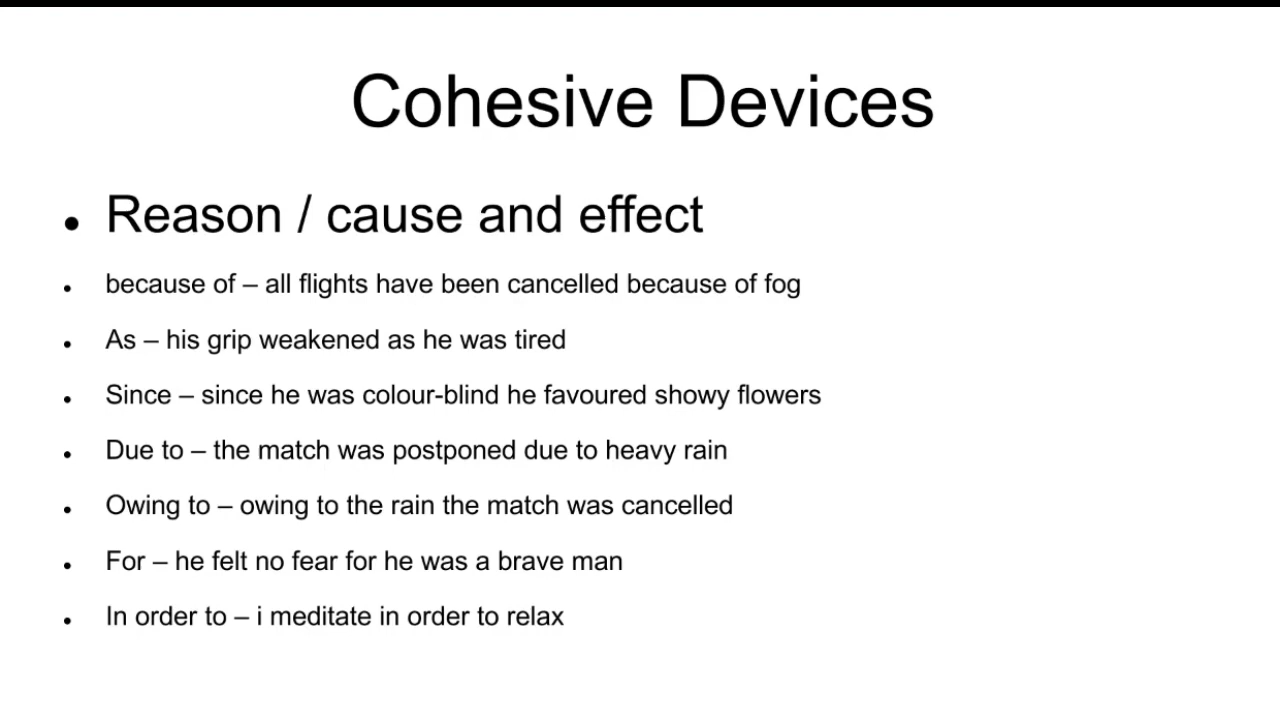 Cohesive Devices
• Reason / cause and effect
• because of – all flights have been cancelled because of fog
• As – his grip weakened as he was tired
• Since – since he was colour-blind he favoured showy flowers
• Due to – the match was postponed due to heavy rain
• Owing to – owing to the rain the match was cancelled
• For – he felt no fear for he was a brave man
• In order to – i meditate in order to relax